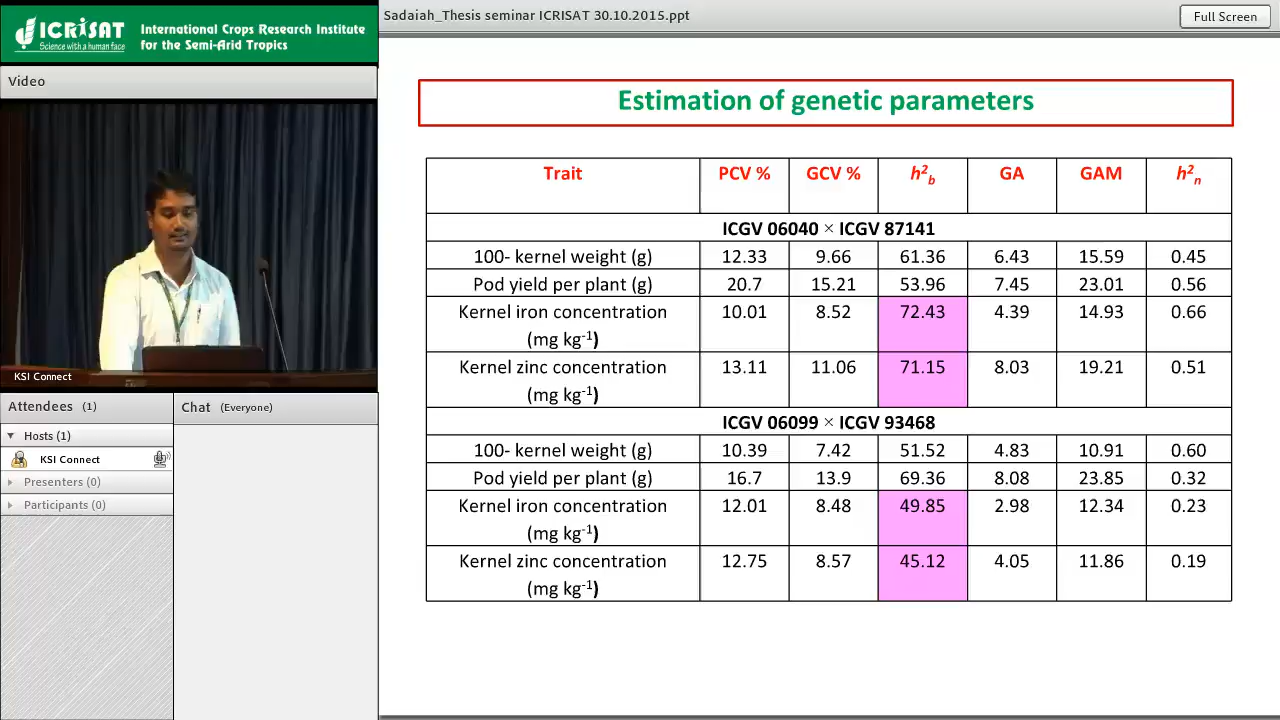 ICRISAT
Science with a human face
International Crops Research Institute
for the Semi-Arid Tropics
Sadaiah_Thesis seminar ICRISAT 30.10.2015.ppt
Full Screen
Video
KSI Connect
Attendees (1)
Hosts (1)
KSI Connect
Presenters (0)
Participants (0)
Chat (Everyone)
Estimation of genetic parameters
Trait PCV % GCV % h²b GA GAM h²n
ICGV 06040 × ICGV 87141
100- kernel weight (g) 12.33 9.66 61.36 6.43 15.59 0.45
Pod yield per plant (g) 20.7 15.21 53.96 7.45 23.01 0.56
Kernel iron concentration 10.01 8.52 72.43 4.39 14.93 0.66
(mg kg⁻¹)
Kernel zinc concentration 13.11 11.06 71.15 8.03 19.21 0.51
(mg kg⁻¹)
ICGV 06099 × ICGV 93468
100- kernel weight (g) 10.39 7.42 51.52 4.83 10.91 0.60
Pod yield per plant (g) 16.7 13.9 69.36 8.08 23.85 0.32
Kernel iron concentration 12.01 8.48 49.85 2.98 12.34 0.23
(mg kg⁻¹)
Kernel zinc concentration 12.75 8.57 45.12 4.05 11.86 0.19
(mg kg⁻¹)